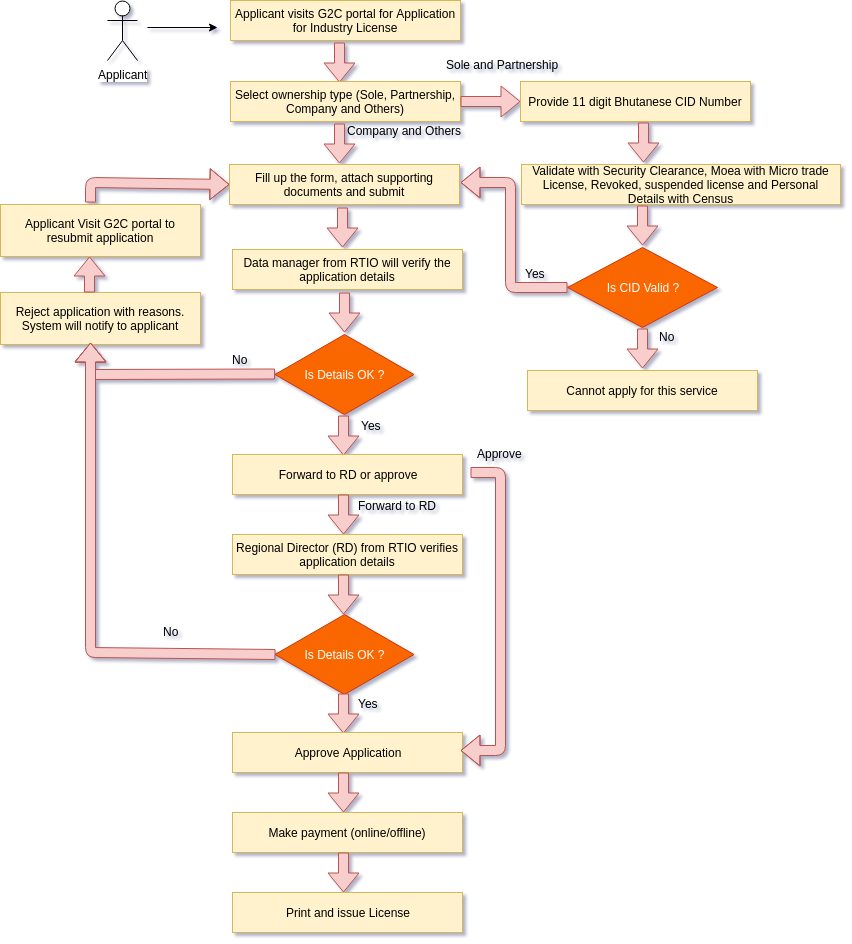 Applicant visits G2C portal for Application
for Industry License
Applicant
Sole and Partnership
Select ownership type (Sole, Partnership,
Company and Others)
Provide 11 digit Bhutanese CID Number
Company and Others
Fill up the form, attach supporting
documents and submit
Validate with Security Clearance, Moea with Micro trade
License, Revoked, suspended license and Personal
Details with Census
Applicant Visit G2C portal to
resubmit application
Data manager from RTIO will verify the
application details
Yes
Is CID Valid ?
Reject application with reasons.
System will notify to applicant
No
No
Is Details OK ?
Cannot apply for this service
Yes
Approve
Forward to RD or approve
Forward to RD
Regional Director (RD) from RTIO verifies
application details
No
Is Details OK ?
Yes
Approve Application
Make payment (online/offline)
Print and issue License